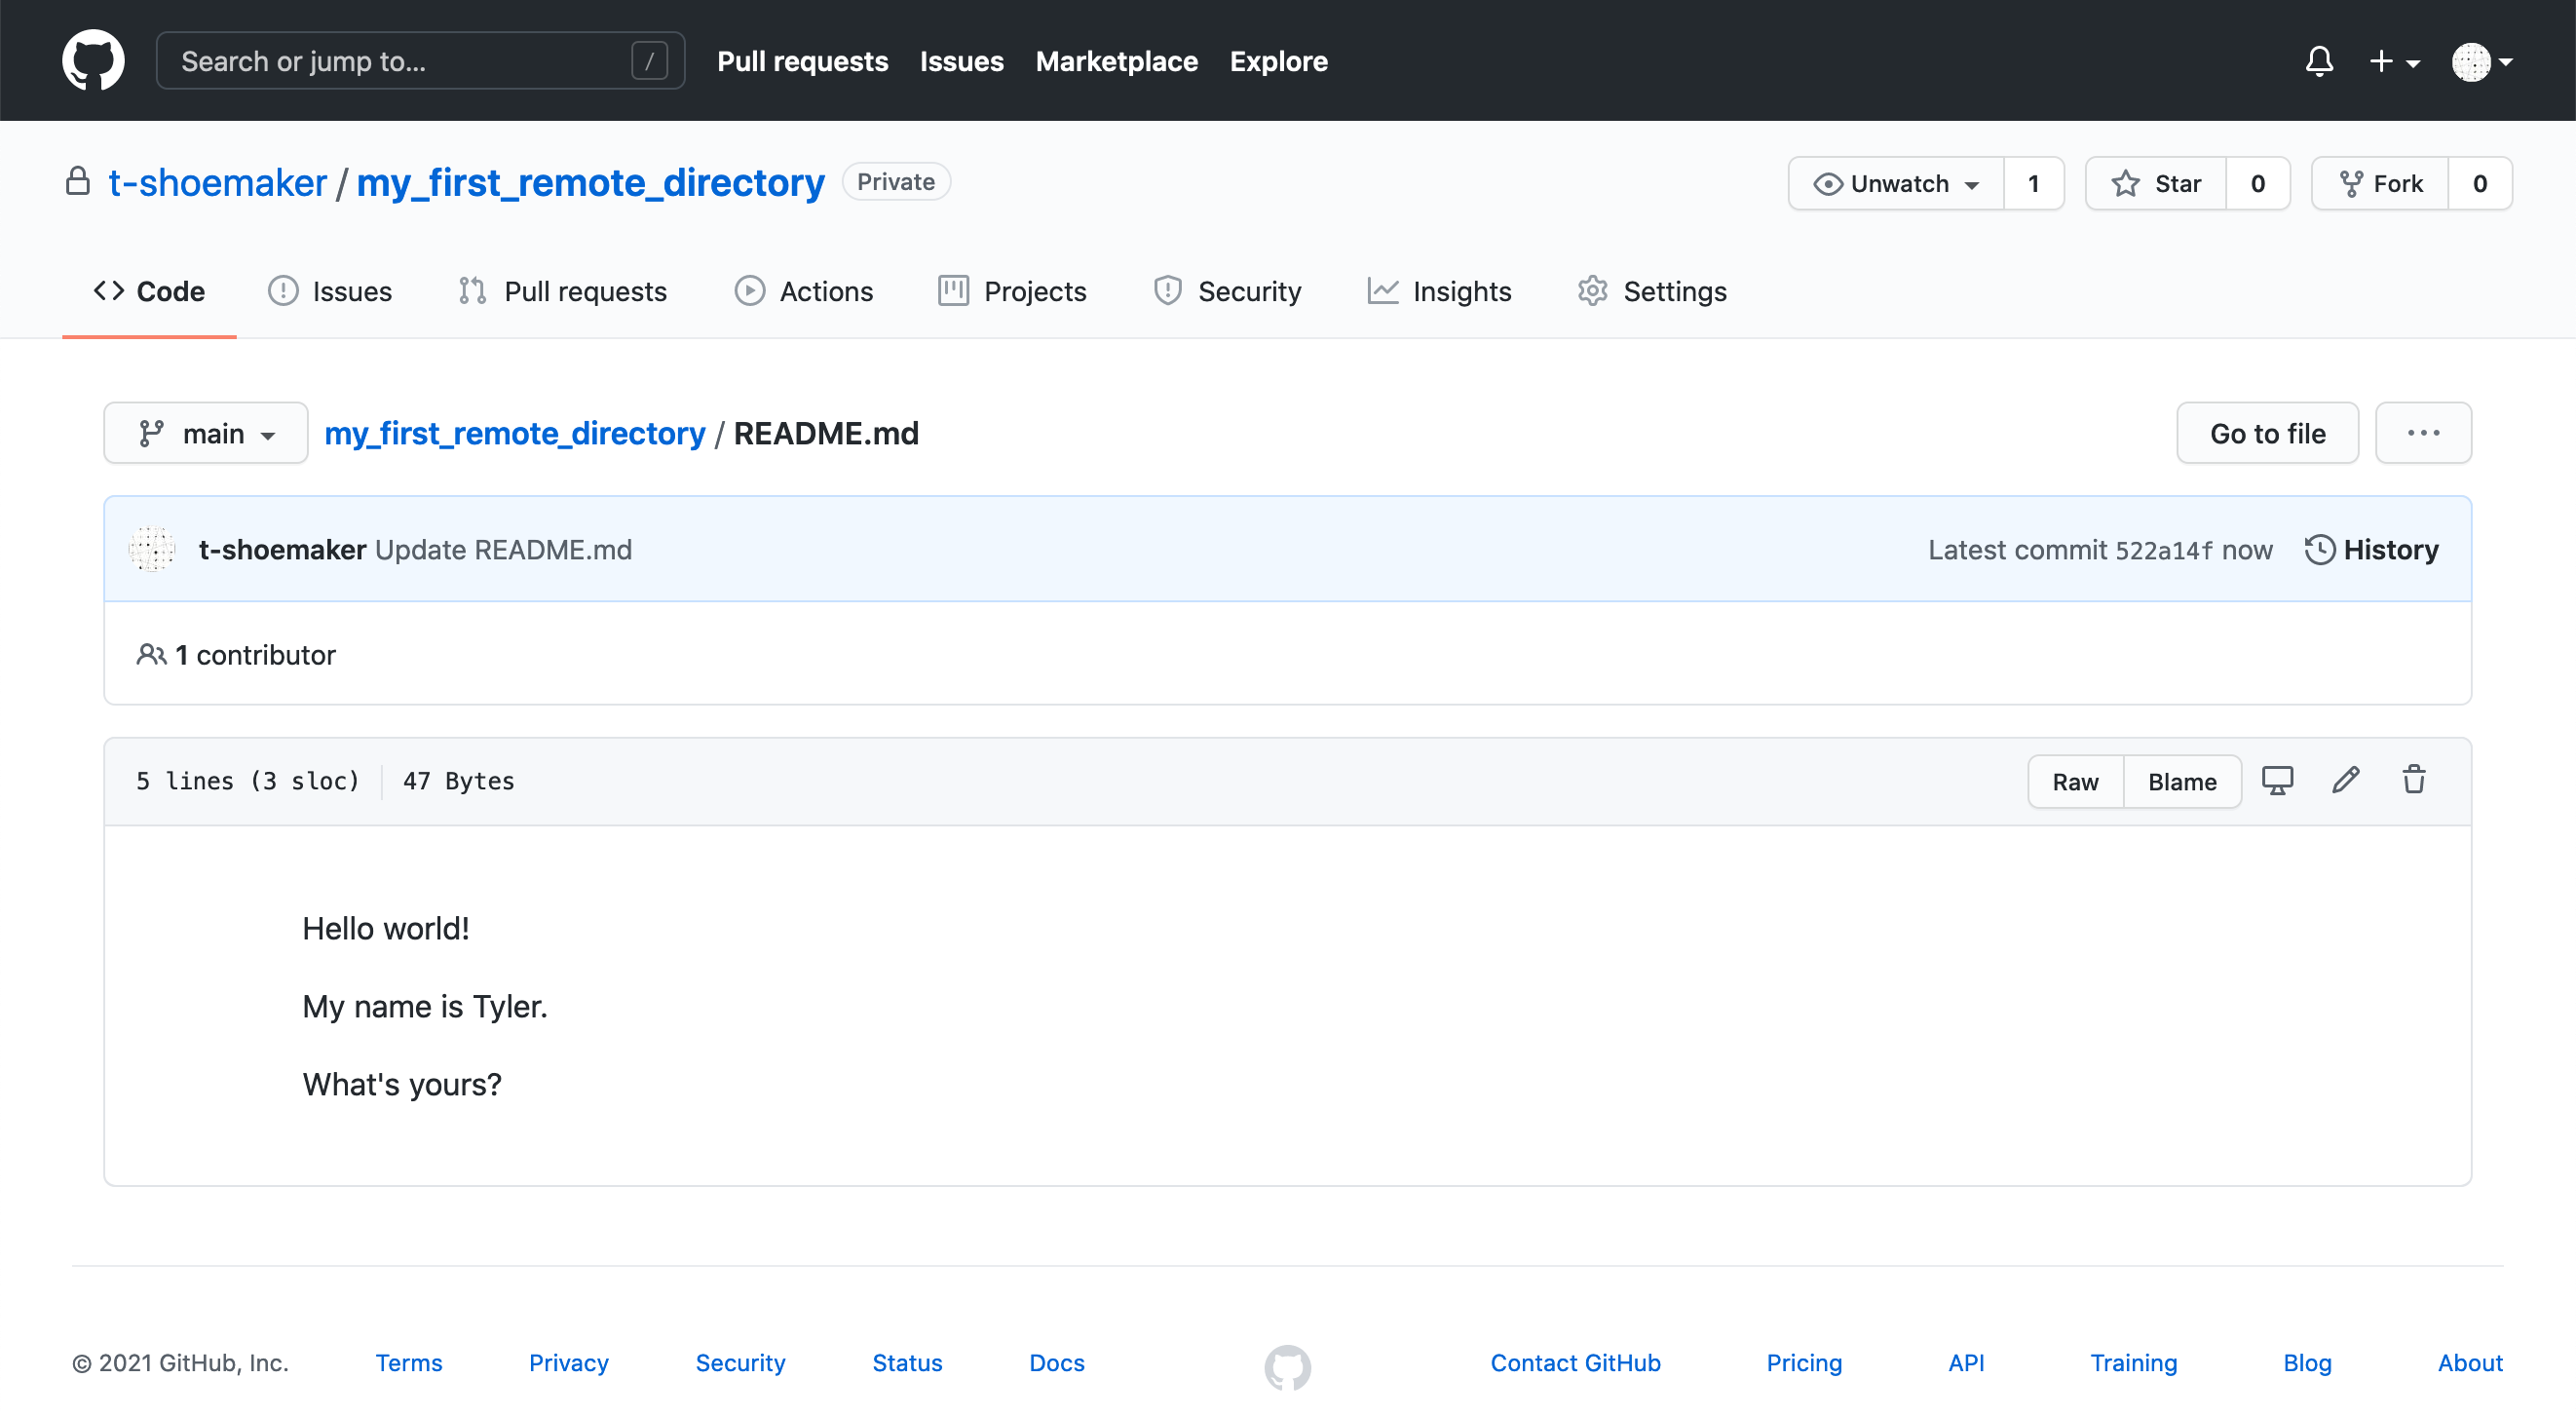 Search or jump to... /
Pull requests Issues Marketplace Explore
t-shoemaker / my_first_remote_directory Private
Unwatch 1 Star 0 Fork 0
Code Issues Pull requests Actions Projects Security Insights Settings
main my_first_remote_directory / README.md Go to file ...
t-shoemaker Update README.md Latest commit 522a14f now History
1 contributor
5 lines (3 sloc) 47 Bytes Raw Blame
Hello world!
My name is Tyler.
What's yours?
© 2021 GitHub, Inc. Terms Privacy Security Status Docs Contact GitHub Pricing API Training Blog About